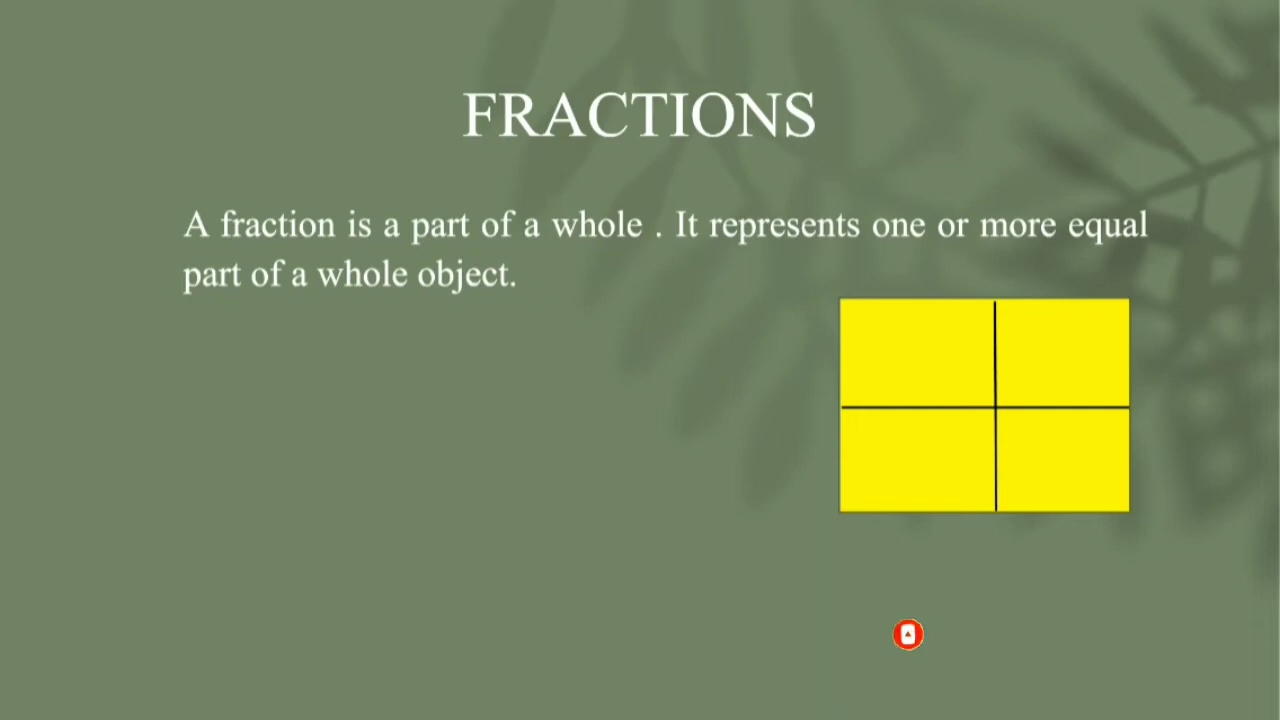 FRACTIONS
A fraction is a part of a whole . It represents one or more equal
part of a whole object.